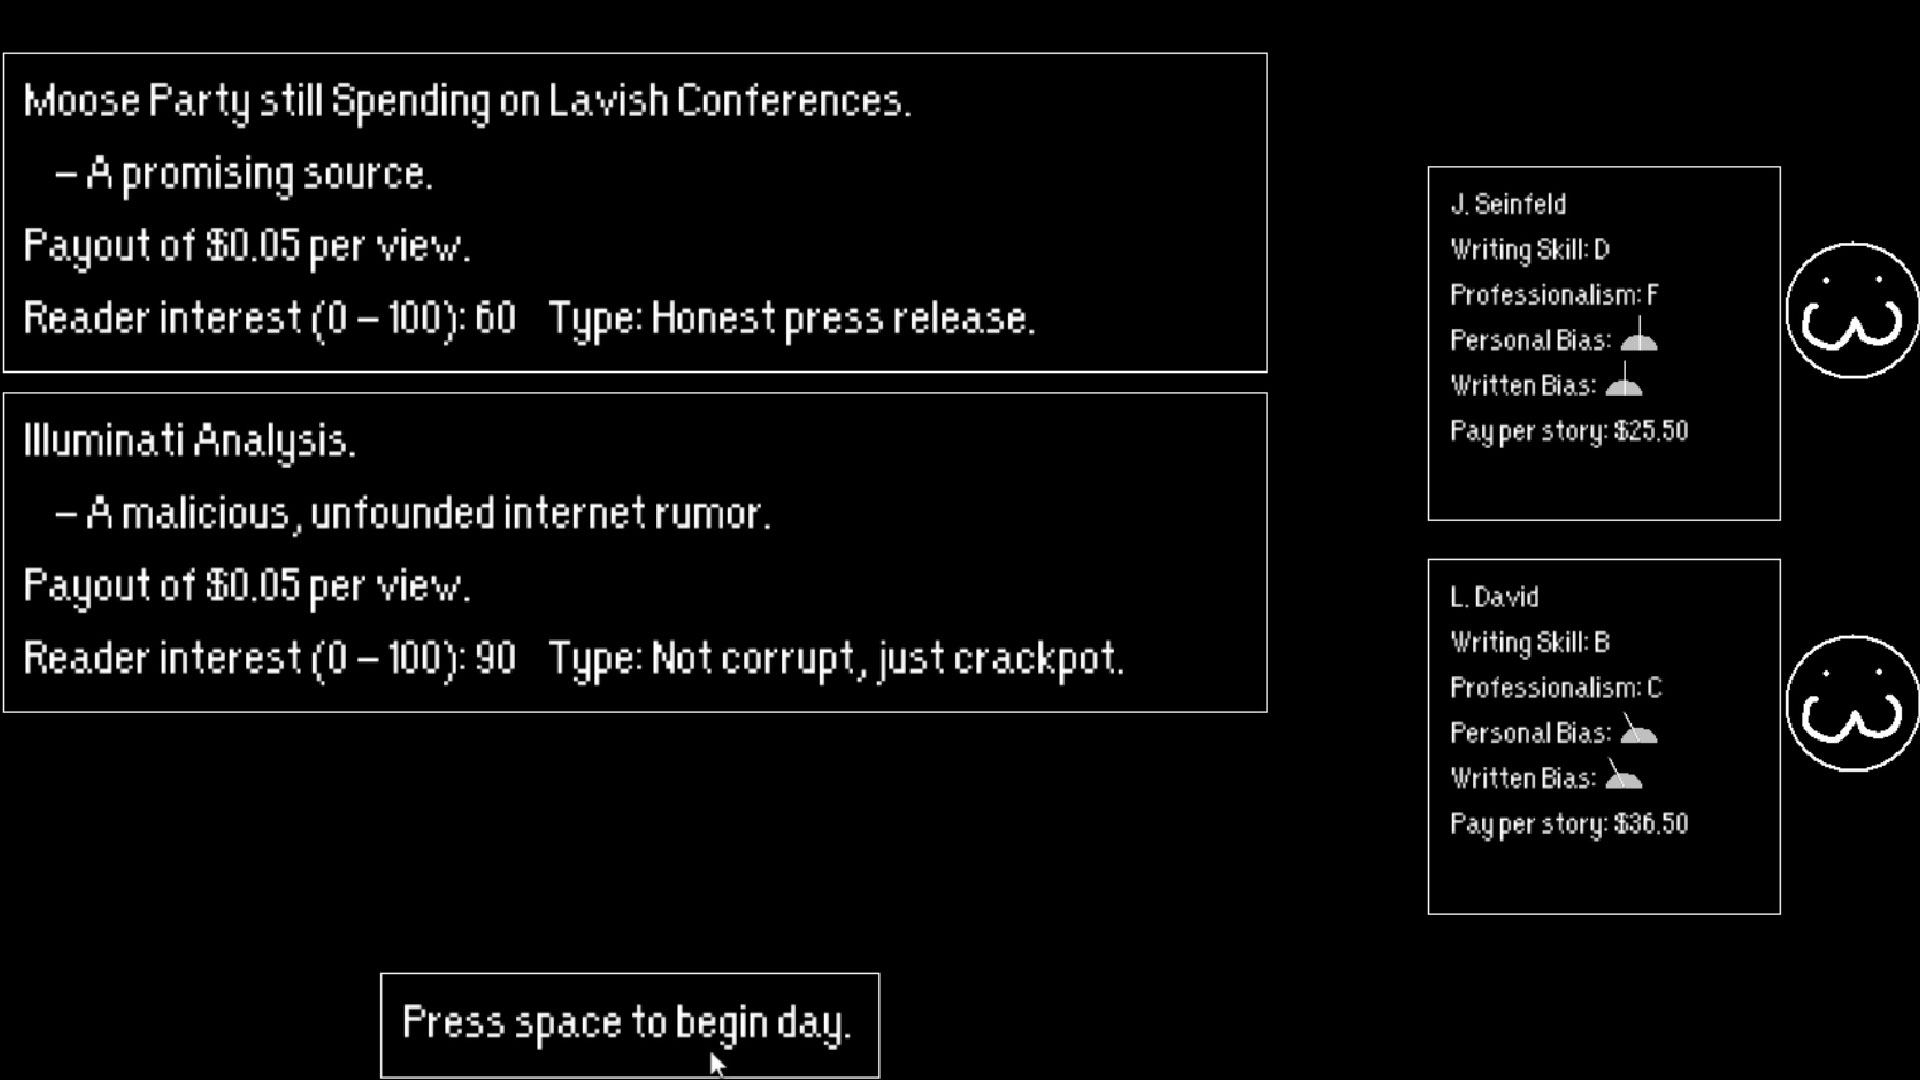 Moose Party still Spending on Lavish Conferences.
– A promising source.
Payout of $0.05 per view.
Reader interest (0 – 100): 60 Type: Honest press release.
Illuminati Analysis.
– A malicious, unfounded internet rumor.
Payout of $0.05 per view.
Reader interest (0 – 100): 90 Type: Not corrupt, just crackpot.
Press space to begin day.
J. Seinfeld
Writing Skill: D
Professionalism: F
Personal Bias:
Written Bias:
Pay per story: $25.50
L. David
Writing Skill: B
Professionalism: C
Personal Bias:
Written Bias:
Pay per story: $36.50